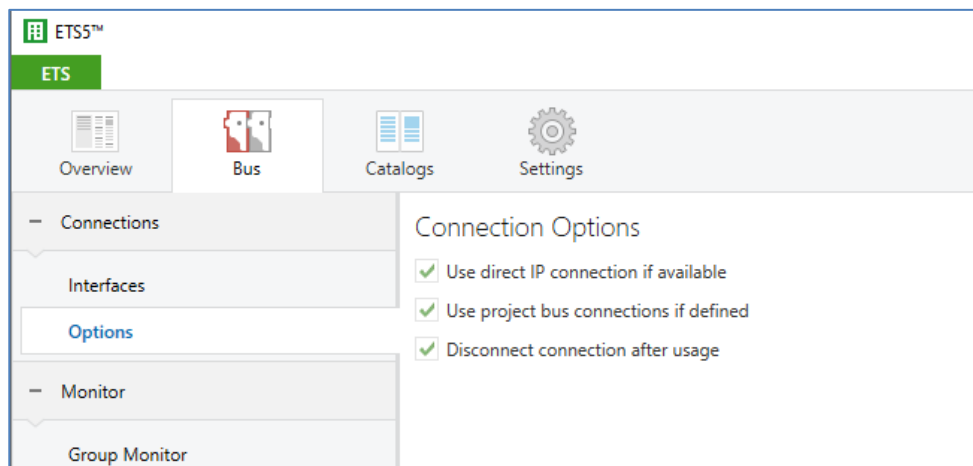 ETS5™
ETS
Overview
Bus
Catalogs
Settings
− Connections
Interfaces
Options
− Monitor
Group Monitor
Connection Options
Use direct IP connection if available
Use project bus connections if defined
Disconnect connection after usage